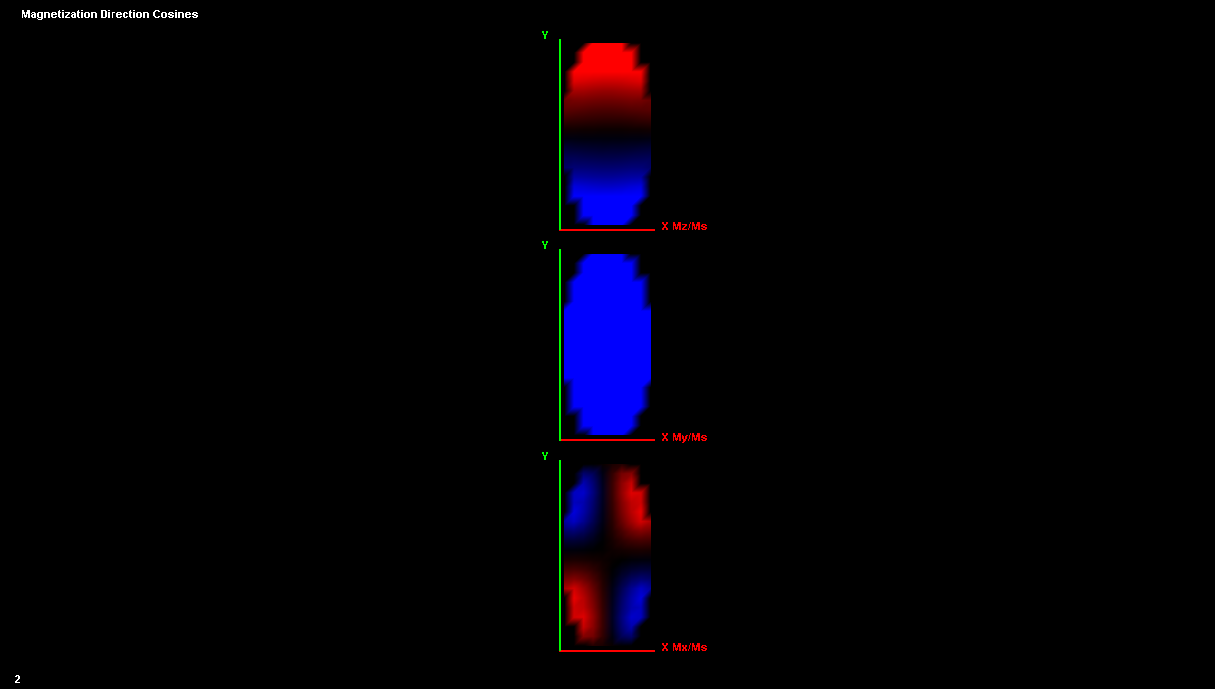 Magnetization Direction Cosines
Y
X Mz/Ms
Y
X My/Ms
Y
X Mx/Ms
2